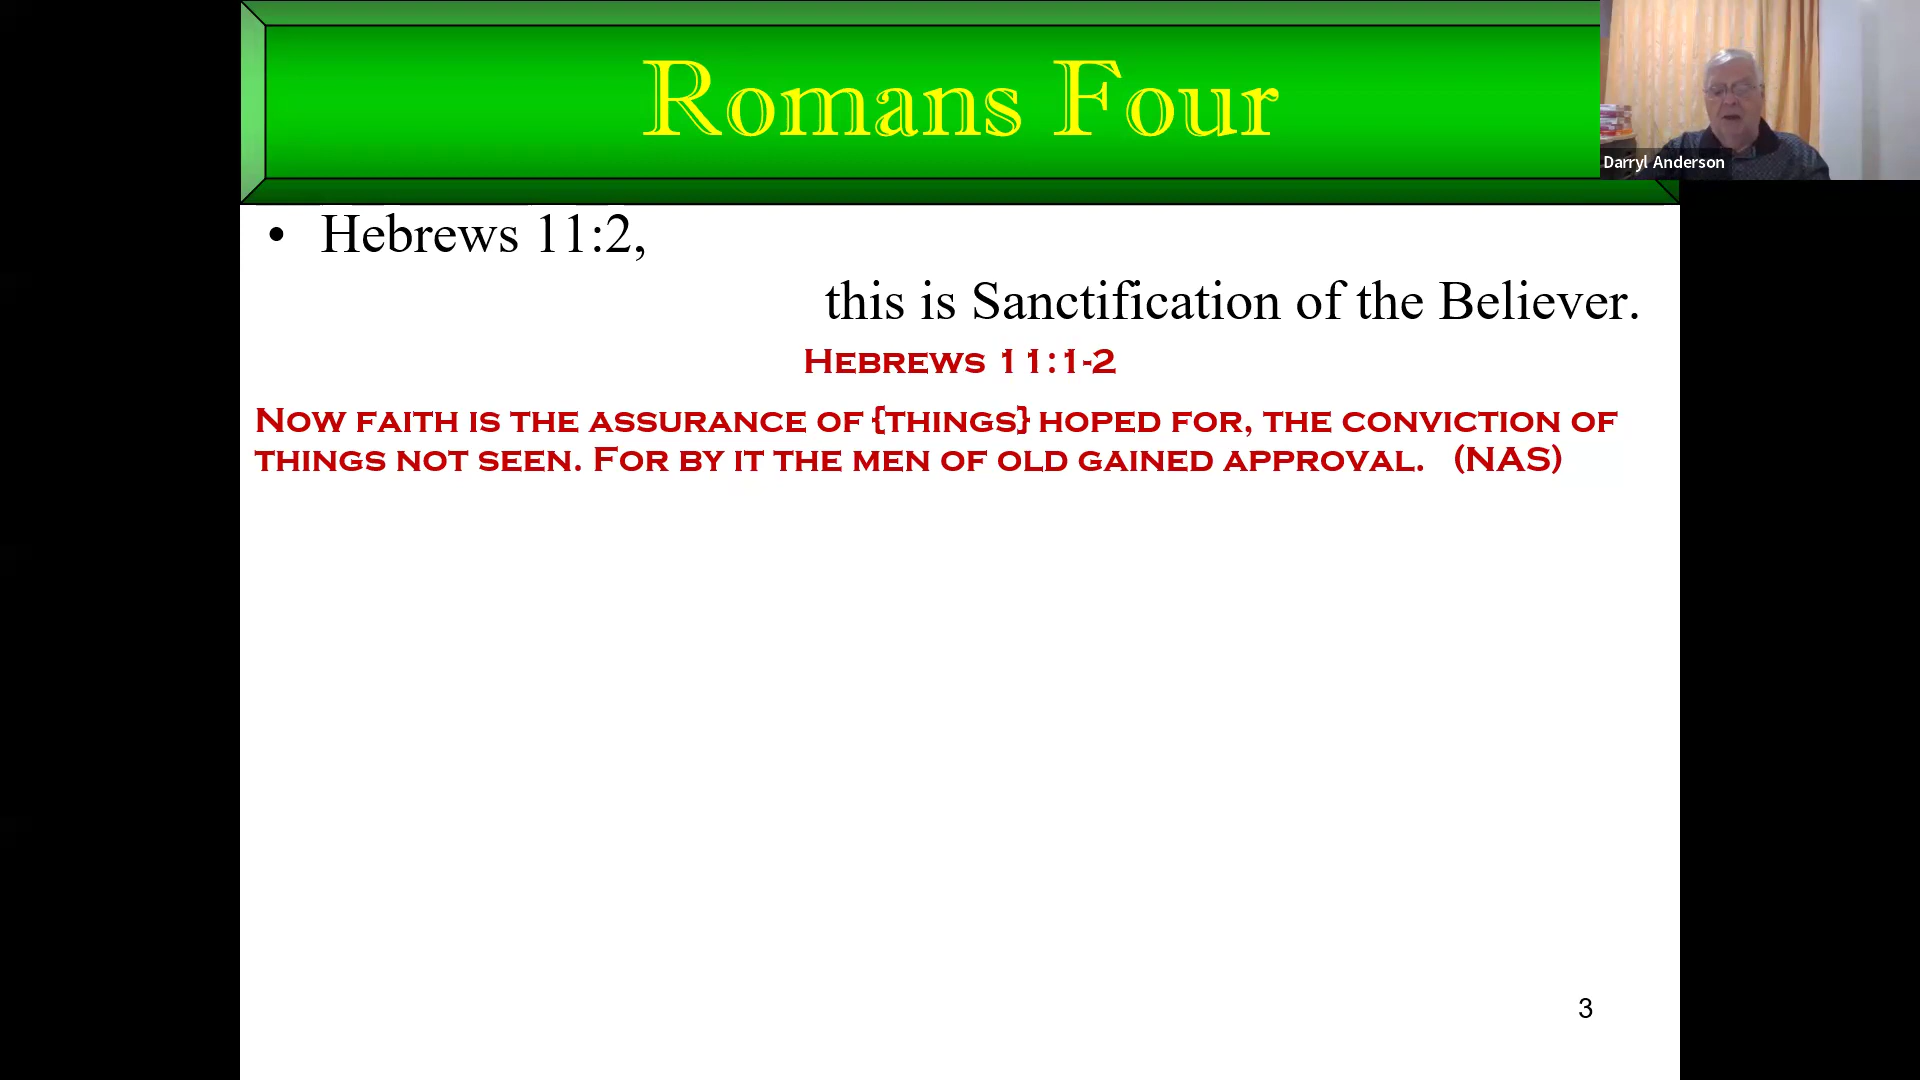 Romans Four
Darryl Anderson
• Hebrews 11:2,
this is Sanctification of the Believer.
Hebrews 11:1-2
Now faith is the assurance of {things} hoped for, the conviction of
things not seen. For by it the men of old gained approval. (NAS)
3